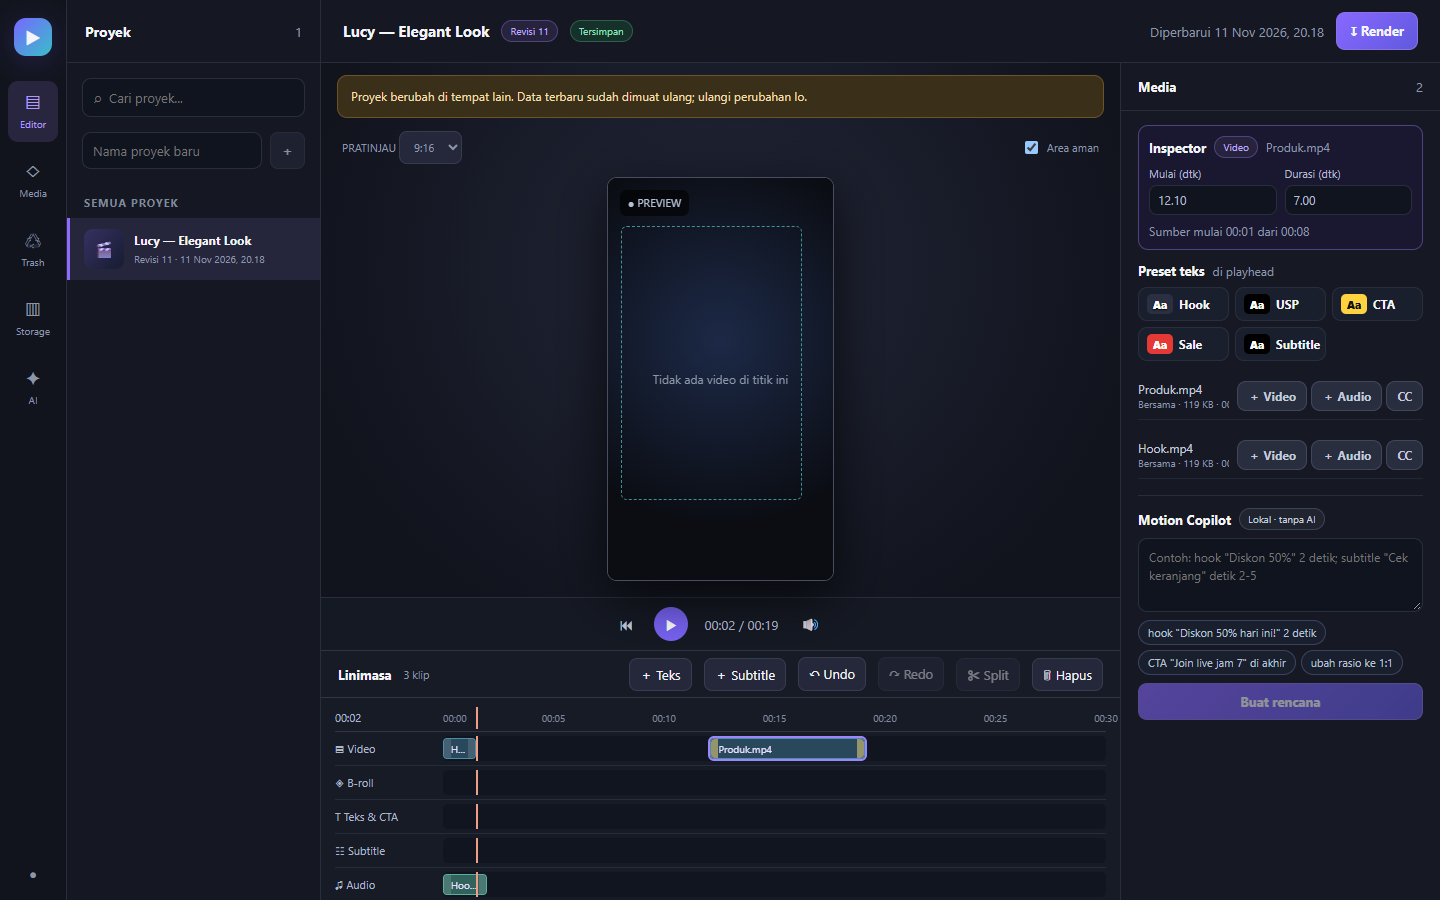 Editor
Media
Trash
Storage
AI
Proyek
1
Cari proyek...
Nama proyek baru
+
SEMUA PROYEK
Lucy — Elegant Look
Revisi 11 · 11 Nov 2026, 20.18
Lucy — Elegant Look
Revisi 11
Tersimpan
Diperbarui 11 Nov 2026, 20.18
Render
Proyek berubah di tempat lain. Data terbaru sudah dimuat ulang; ulangi perubahan lo.
PRATINJAU
9:16
Area aman
● PREVIEW
Tidak ada video di titik ini
00:02 / 00:19
Linimasa
3 klip
+ Teks
+ Subtitle
Undo
Redo
Split
Hapus
00:02
00:00
00:05
00:10
00:15
00:20
00:25
00:30
Video
H...
Produk.mp4
B-roll
T Teks & CTA
Subtitle
Audio
Hoo...
Media
2
Inspector
Video
Produk.mp4
Mulai (dtk)
Durasi (dtk)
12.10
7.00
Sumber mulai 00:01 dari 00:08
Preset teks
di playhead
Aa Hook
Aa USP
Aa CTA
Aa Sale
Aa Subtitle
Produk.mp4
Bersama · 119 KB · 0
+ Video
+ Audio
CC
Hook.mp4
Bersama · 119 KB · 0
+ Video
+ Audio
CC
Motion Copilot
Lokal · tanpa AI
Contoh: hook "Diskon 50%" 2 detik; subtitle "Cek
keranjang" detik 2-5
hook "Diskon 50% hari ini!" 2 detik
CTA "Join live jam 7" di akhir
ubah rasio ke 1:1
Buat rencana